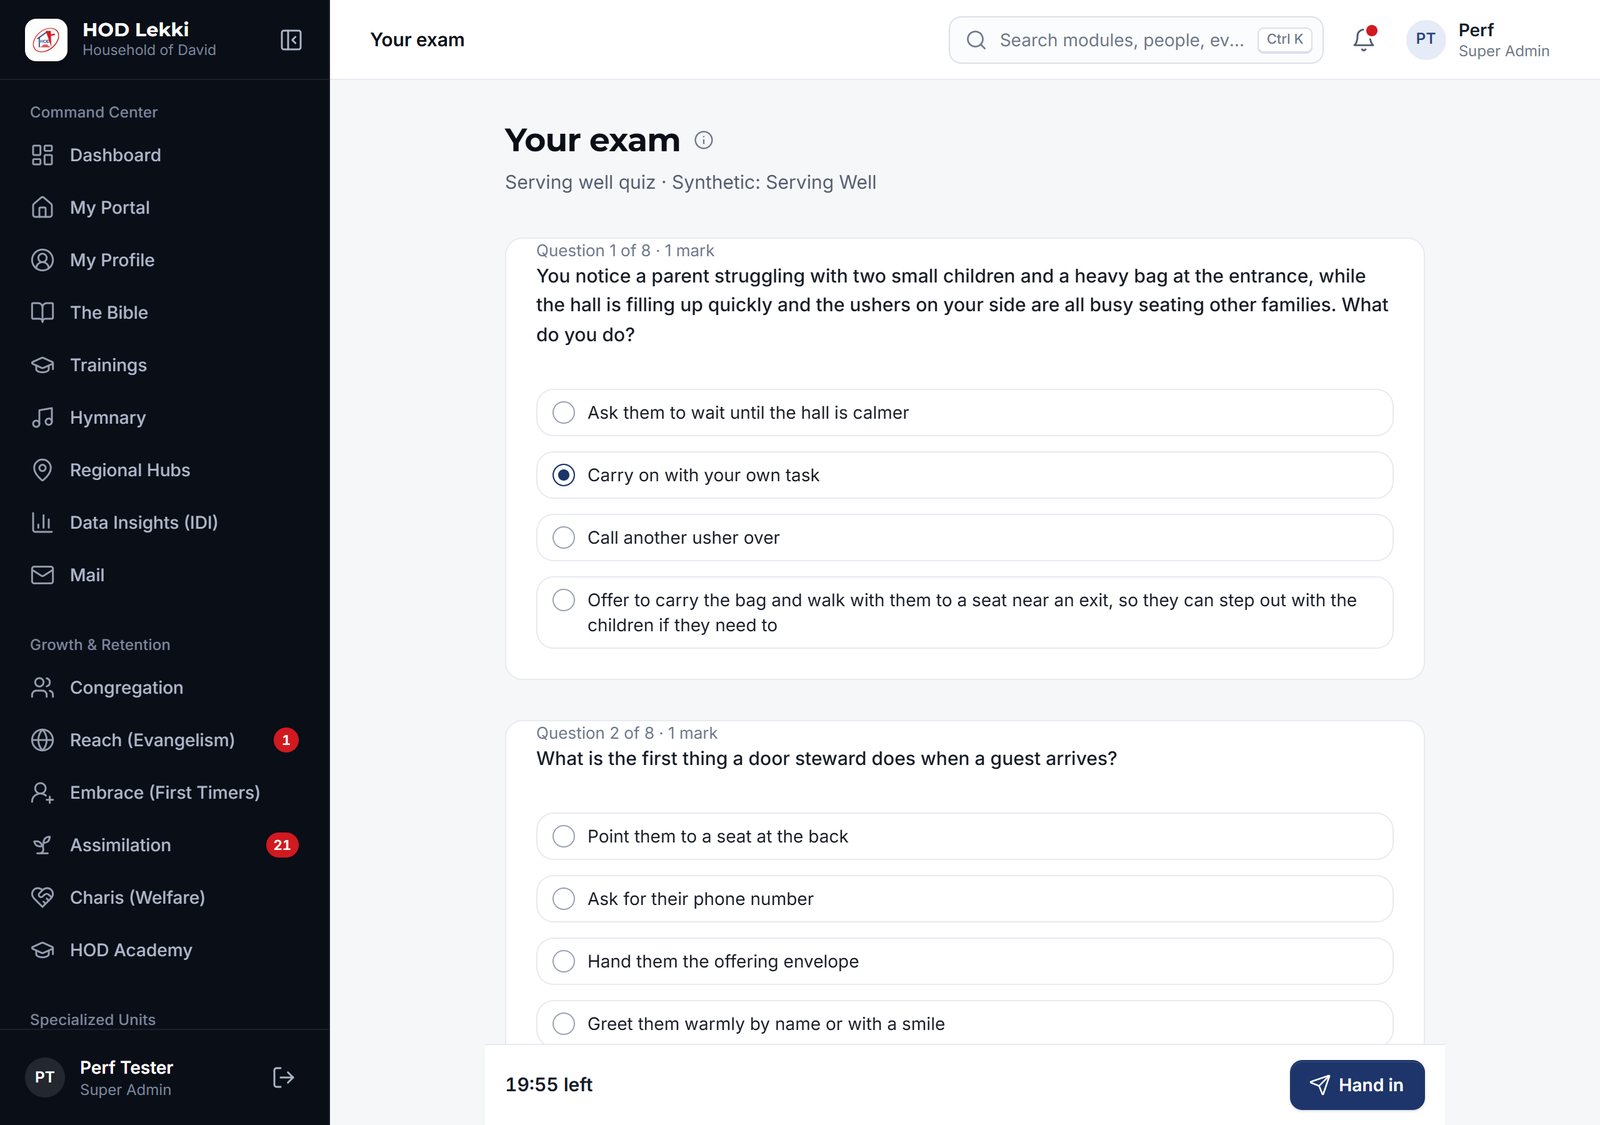 HOD Lekki
Household of David
Command Center
Dashboard
My Portal
My Profile
The Bible
Trainings
Hymnary
Regional Hubs
Data Insights (IDI)
Mail
Growth & Retention
Congregation
Reach (Evangelism) 1
Embrace (First Timers)
Assimilation 21
Charis (Welfare)
HOD Academy
Specialized Units
PT
Perf Tester
Super Admin
Your exam
Search modules, people, ev... Ctrl K
PT
Perf
Super Admin
Your exam
Serving well quiz · Synthetic: Serving Well
Question 1 of 8 · 1 mark
You notice a parent struggling with two small children and a heavy bag at the entrance, while
the hall is filling up quickly and the ushers on your side are all busy seating other families. What
do you do?
Ask them to wait until the hall is calmer
Carry on with your own task
Call another usher over
Offer to carry the bag and walk with them to a seat near an exit, so they can step out with the
children if they need to
Question 2 of 8 · 1 mark
What is the first thing a door steward does when a guest arrives?
Point them to a seat at the back
Ask for their phone number
Hand them the offering envelope
Greet them warmly by name or with a smile
19:55 left
Hand in